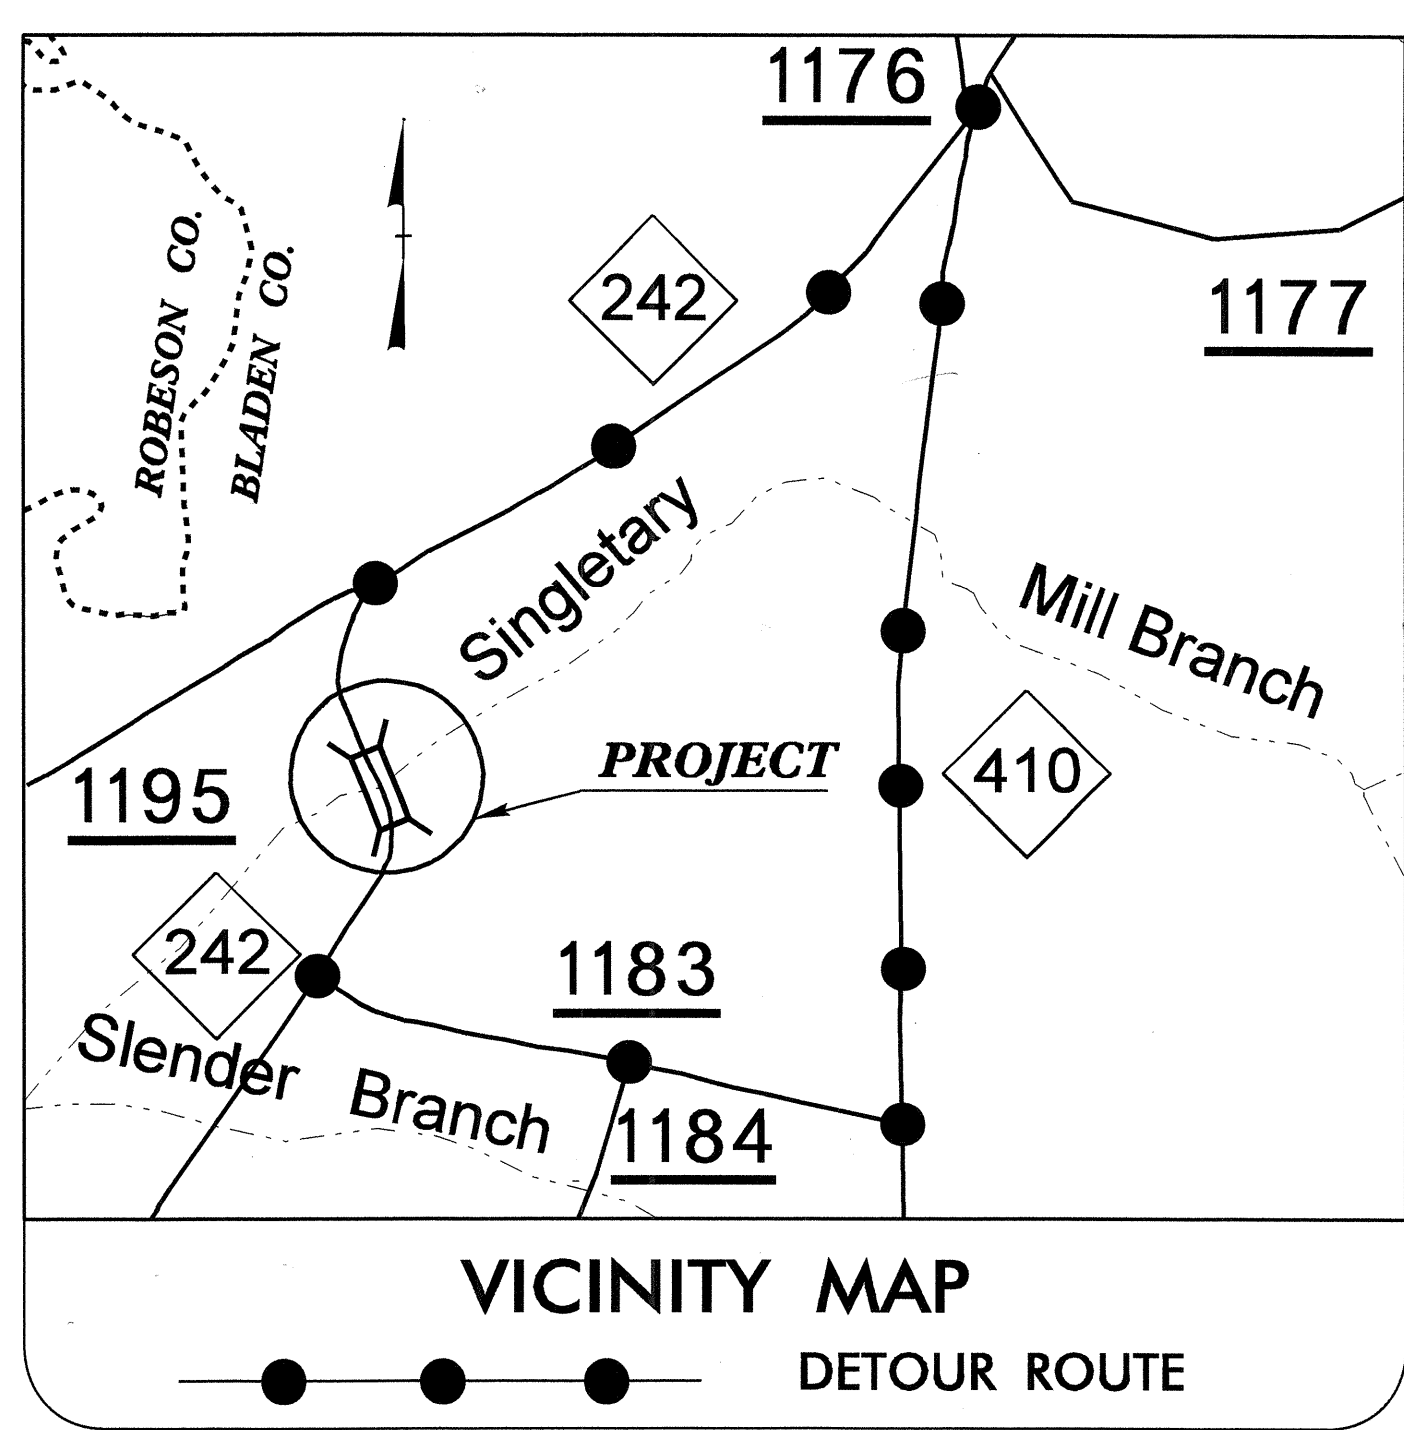 1176
ROBESON CO.
BLADEN CO.
242
1177
Singletary
Mill Branch
PROJECT
410
1195
242
1183
Slender Branch
1184
VICINITY MAP
DETOUR ROUTE